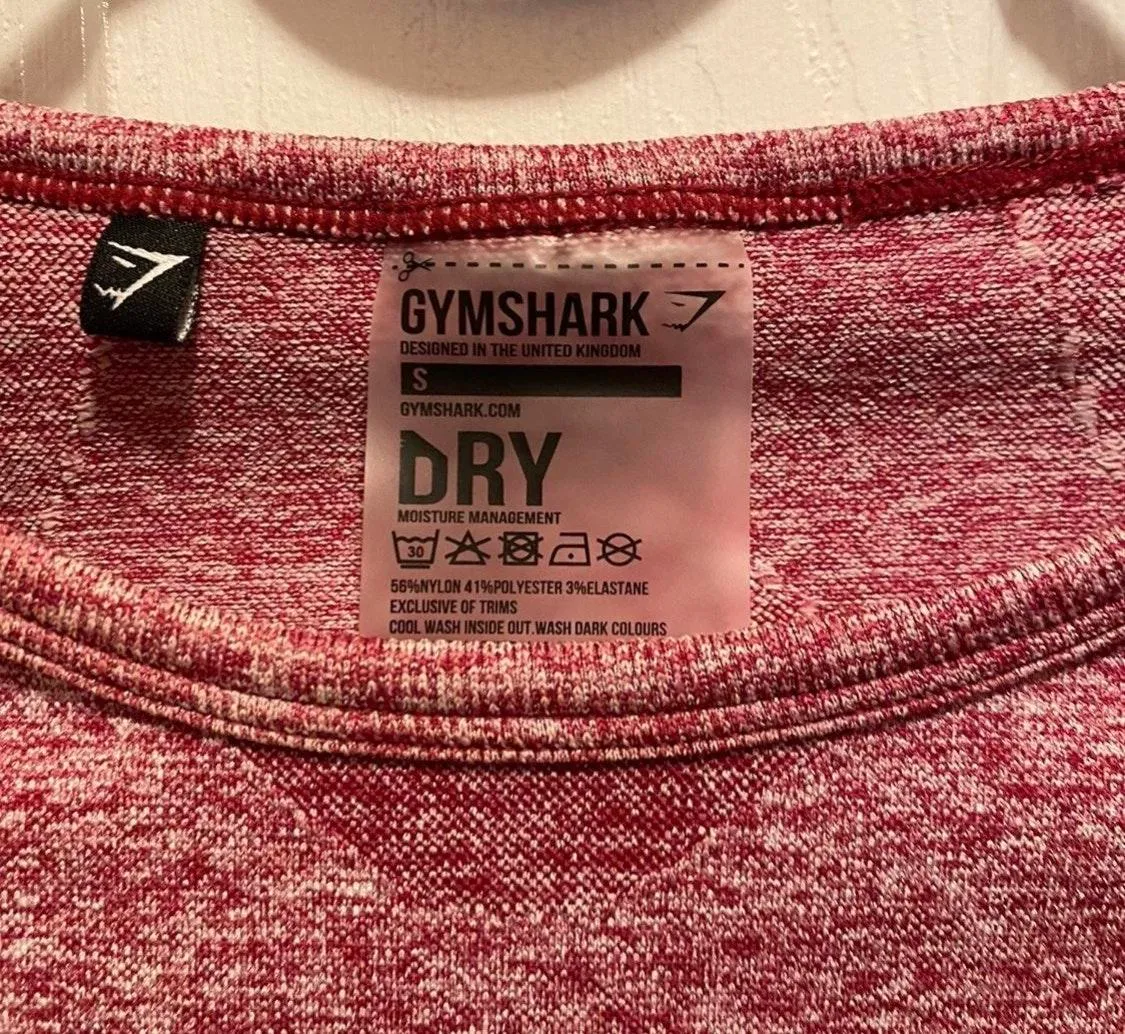 GYMSHARK
DESIGNED IN THE UNITED KINGDOM
S
GYMSHARK.COM
DRY
MOISTURE MANAGEMENT
30
56%NYLON 41%POLYESTER 3%ELASTANE
EXCLUSIVE OF TRIMS
COOL WASH INSIDE OUT.WASH DARK COLOURS